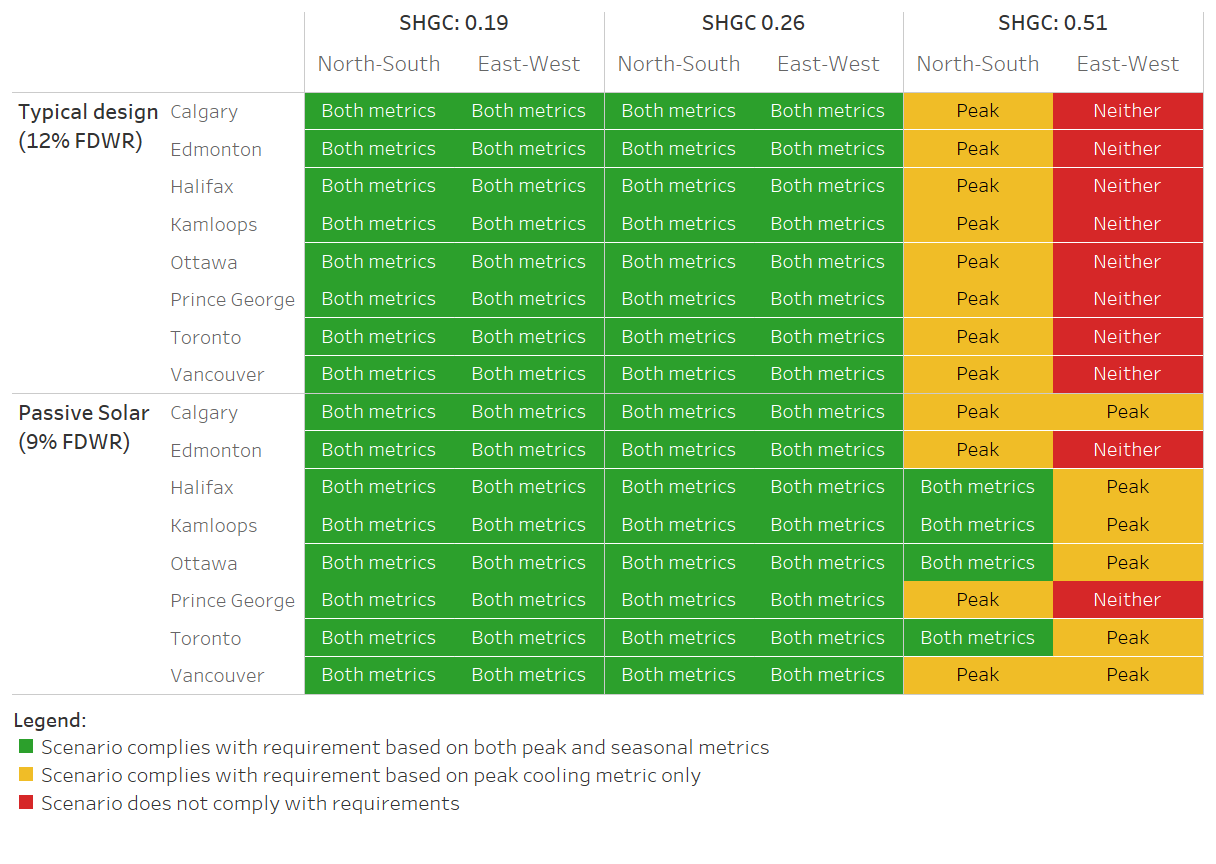 SHGC: 0.19 SHGC 0.26 SHGC: 0.51
North-South East-West North-South East-West North-South East-West
Typical design Calgary Both metrics Both metrics Both metrics Both metrics Peak Neither
(12% FDWR) Edmonton Both metrics Both metrics Both metrics Both metrics Peak Neither
Halifax Both metrics Both metrics Both metrics Both metrics Peak Neither
Kamloops Both metrics Both metrics Both metrics Both metrics Peak Neither
Ottawa Both metrics Both metrics Both metrics Both metrics Peak Neither
Prince George Both metrics Both metrics Both metrics Both metrics Peak Neither
Toronto Both metrics Both metrics Both metrics Both metrics Peak Neither
Vancouver Both metrics Both metrics Both metrics Both metrics Peak Neither
Passive Solar Calgary Both metrics Both metrics Both metrics Both metrics Peak Peak
(9% FDWR) Edmonton Both metrics Both metrics Both metrics Both metrics Peak Neither
Halifax Both metrics Both metrics Both metrics Both metrics Both metrics Peak
Kamloops Both metrics Both metrics Both metrics Both metrics Both metrics Peak
Ottawa Both metrics Both metrics Both metrics Both metrics Both metrics Peak
Prince George Both metrics Both metrics Both metrics Both metrics Peak Neither
Toronto Both metrics Both metrics Both metrics Both metrics Both metrics Peak
Vancouver Both metrics Both metrics Both metrics Both metrics Peak Peak
Legend:
Scenario complies with requirement based on both peak and seasonal metrics
Scenario complies with requirement based on peak cooling metric only
Scenario does not comply with requirements